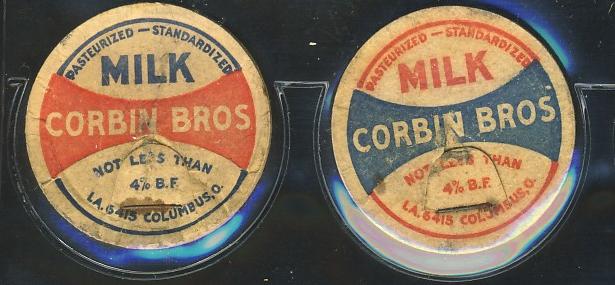 PASTEURIZED — STANDARDIZED
MILK
CORBIN BROS.
NOT LESS THAN
4% B.F.
LA.6415 COLUMBUS,O.
PASTEURIZED — STANDARDIZED
MILK
CORBIN BROS.
NOT LESS THAN
4% B.F.
LA.6415 COLUMBUS,O.